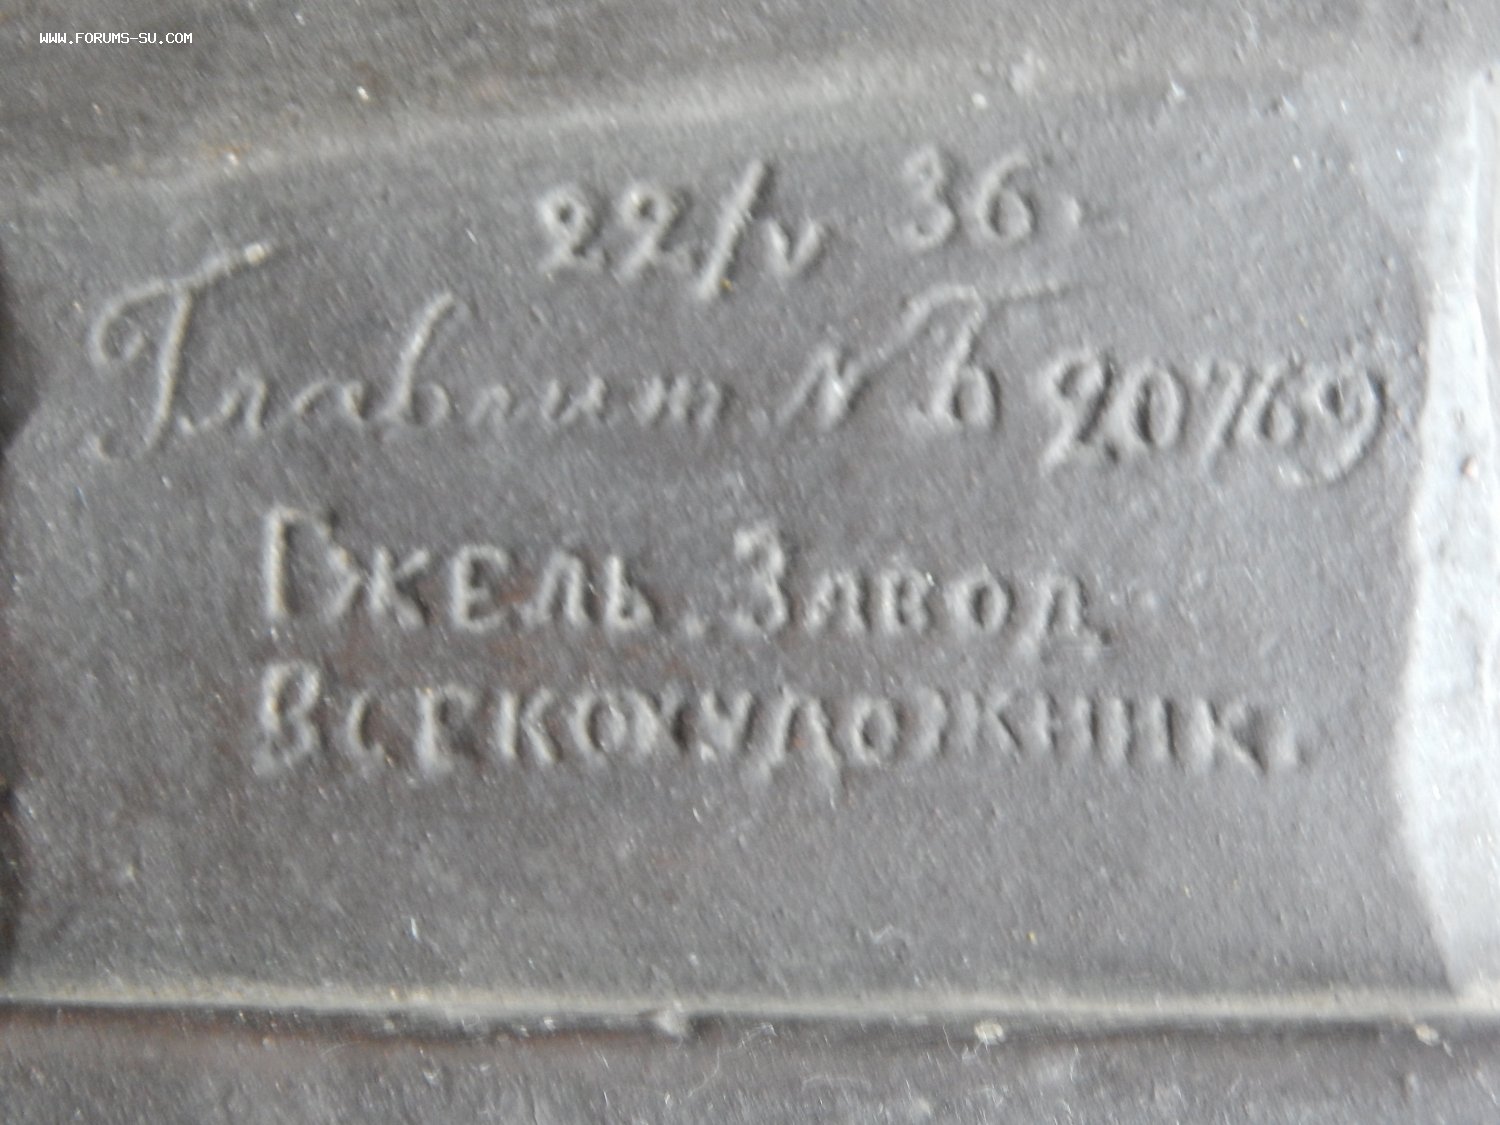 WWW.FORUMS-SU.COM
22/V 36.
Главлит № Б 20769
Гжель. Завод
Всекохудожник.